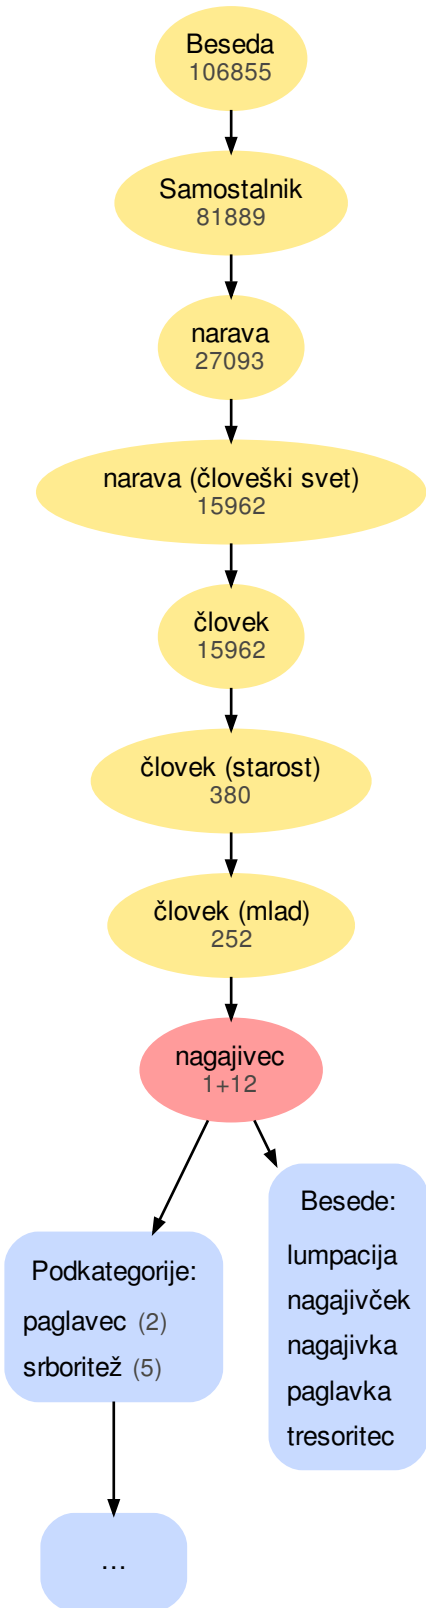 Beseda
106855
Samostalnik
81889
narava
27093
narava (človeški svet)
15962
človek
15962
človek (starost)
380
človek (mlad)
252
nagajivec
1+12
Podkategorije:
paglavec (2)
srboritež (5)
...
Besede:
lumpacija
nagajivček
nagajivka
paglavka
tresoritec